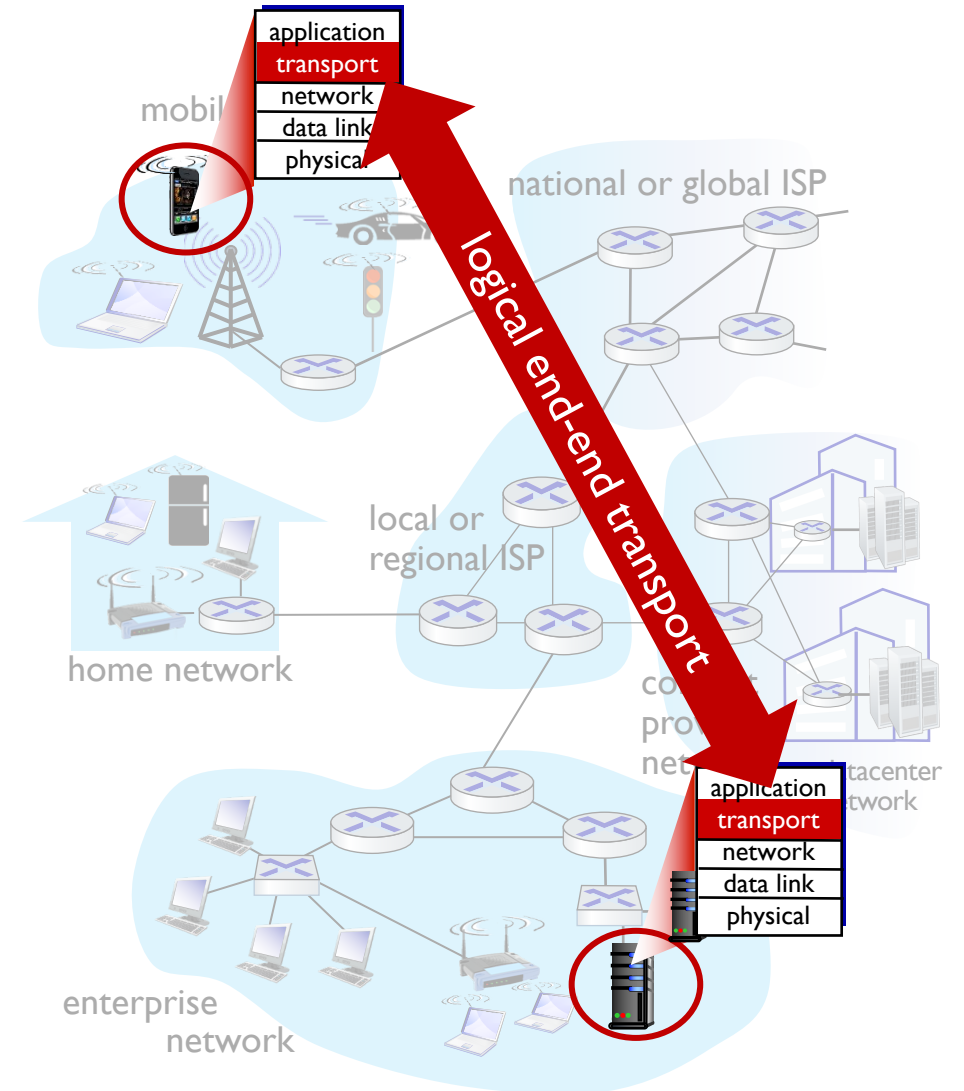 application
transport
network
data link
physical
mobil
national or global ISP
logical end-end transport
local or
regional ISP
home network
application
transport
network
data link
physical
enterprise
network